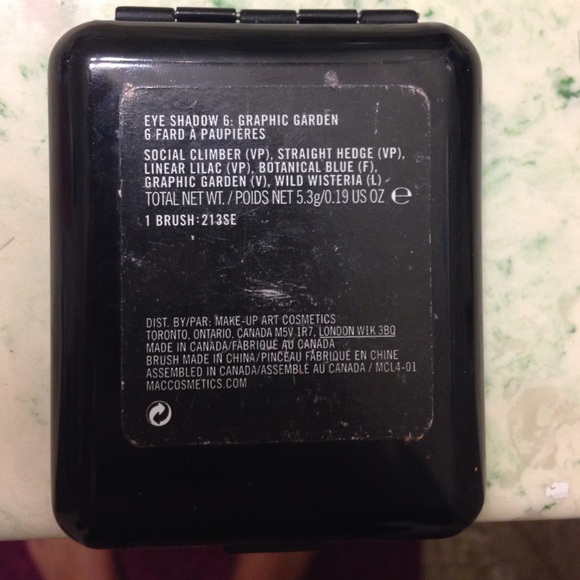 EYE SHADOW 6: GRAPHIC GARDEN
6 FARD À PAUPIÈRES
SOCIAL CLIMBER (VP), STRAIGHT HEDGE (VP),
LINEAR LILAC (VP), BOTANICAL BLUE (F),
GRAPHIC GARDEN (V), WILD WISTERIA (L)
TOTAL NET WT. / POIDS NET 5.3g/0.19 US OZ ℮
1 BRUSH:213SE
DIST. BY/PAR: MAKE-UP ART COSMETICS
TORONTO, ONTARIO, CANADA M5V 1R7, LONDON W1K 3BQ
MADE IN CANADA/FABRIQUÉ AU CANADA
BRUSH MADE IN CHINA/PINCEAU FABRIQUÉ EN CHINE
ASSEMBLED IN CANADA/ASSEMBLÉ AU CANADA / MCL4-01
MACCOSMETICS.COM